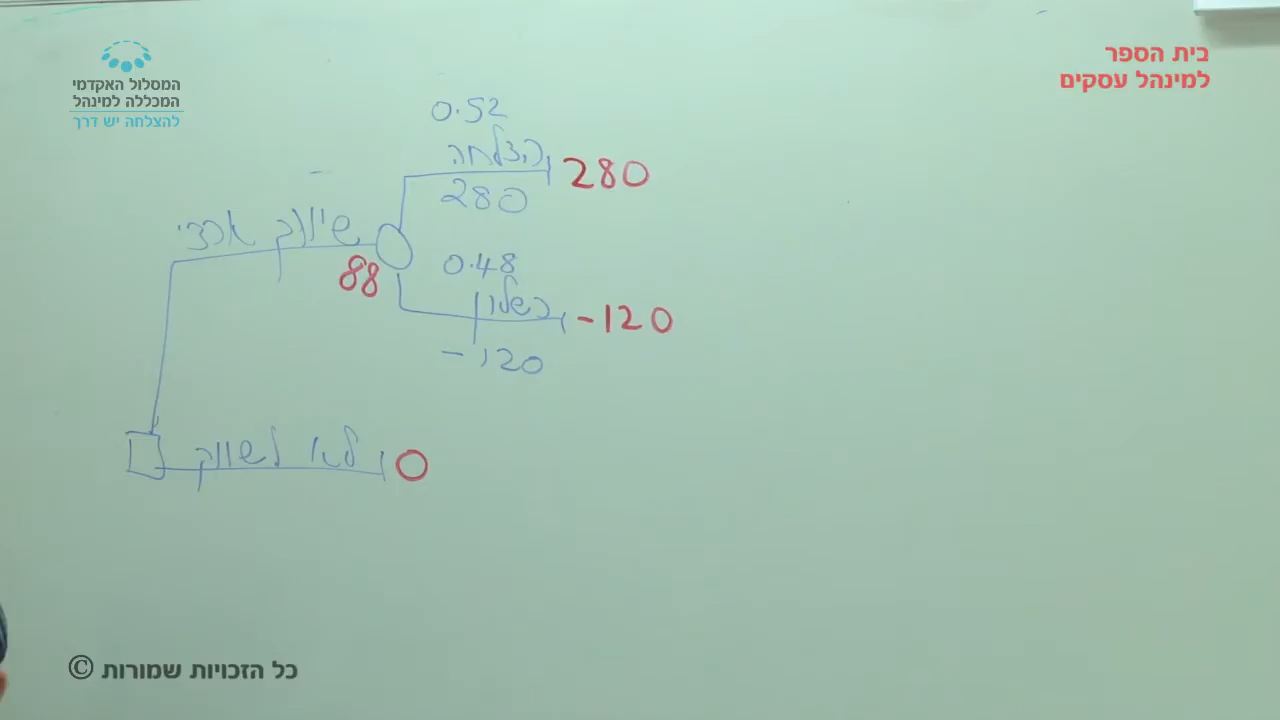 בית הספר
למינהל עסקים
המסלול האקדמי
המכללה למינהל
להצלחה יש דרך
0.52
הצלחה
280
280
שיווק ארצי
88
0.48
כשלון
-120
-120
לא לשווק
0
© כל הזכויות שמורות